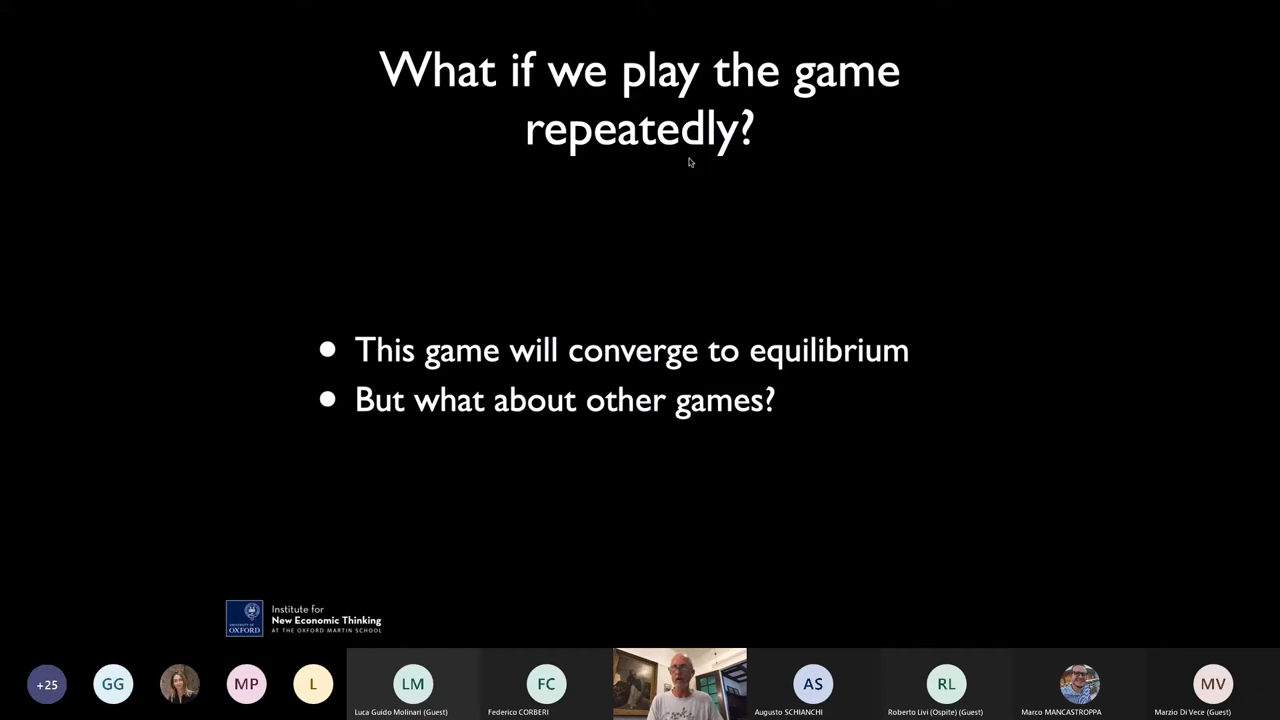 What if we play the game
repeatedly?
● This game will converge to equilibrium
● But what about other games?
UNIVERSITY OF
OXFORD
Institute for
New Economic Thinking
AT THE OXFORD MARTIN SCHOOL
+25
GG
MP
L
LM
Luca Guido Molinari (Guest)
FC
Federico CORBERI
AS
Augusto SCHIANCHI
RL
Roberto Livi (Ospite) (Guest)
Marco MANCASTROPPA
MV
Marzio Di Vece (Guest)